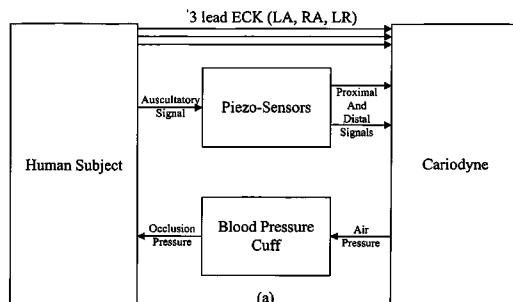 '3 lead ECK (LA, RA, LR)
Auscultatory
Signal
Piezo-Sensors
Proximal
And
Distal
Signals
Human Subject
Cariodyne
Occlusion
Pressure
Blood Pressure
Cuff
Air
Pressure
(a)